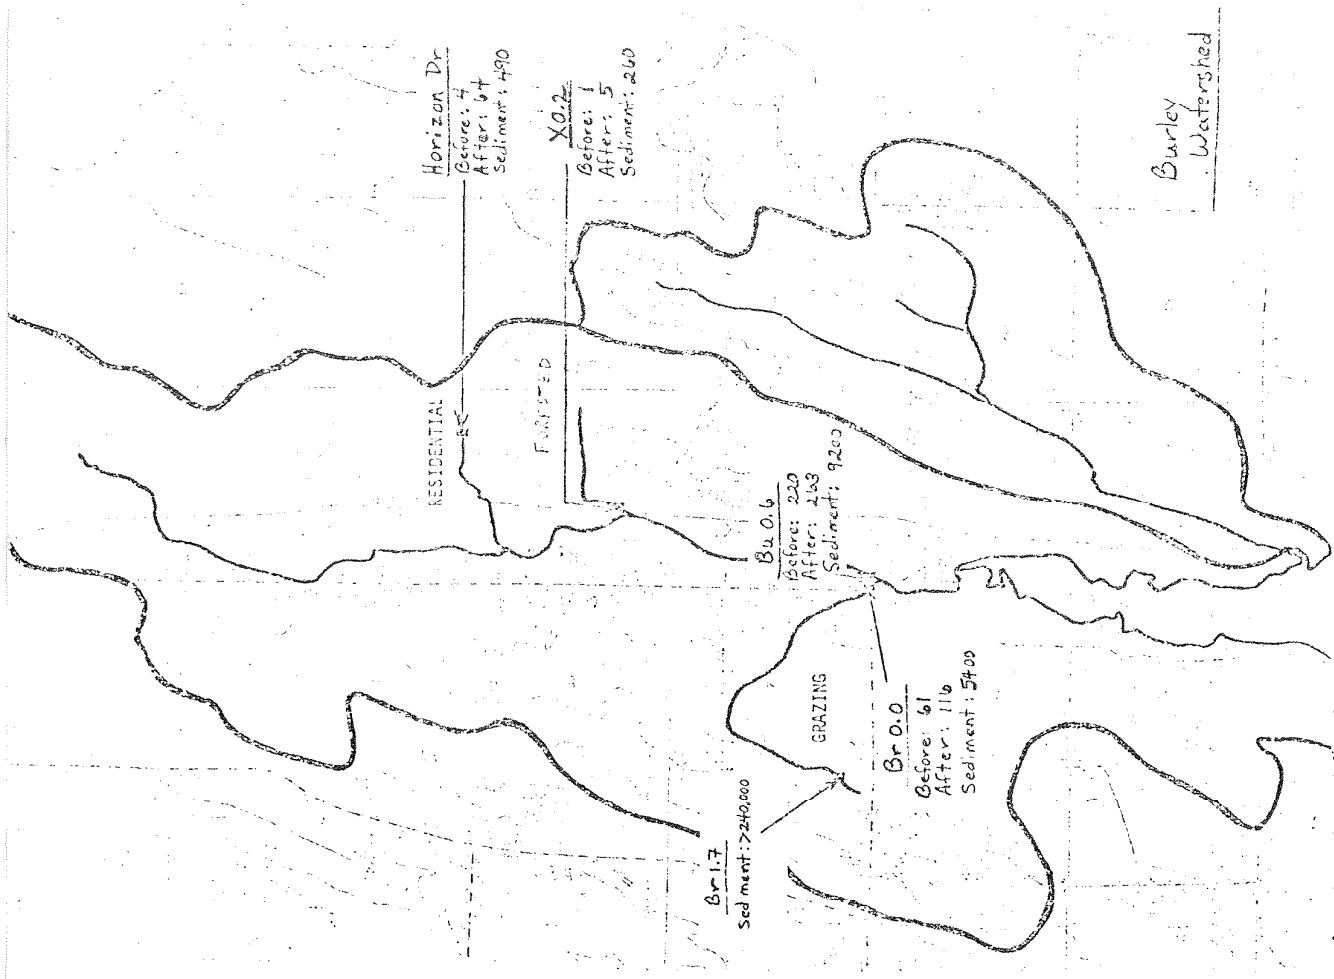 Horizon Dr
Before: 4
After: 64
Sediment: 490
X0.2
Before: 1
After: 5
Sediment: 260
Burley
Watershed
RESIDENTIAL
FORESTED
Bu 0.6
Before: 220
After: 263
Sediment: 9200
GRAZING
Br 0.0
Before: 61
After: 116
Sediment: 5400
Br 1.7
Sediment: >240,000